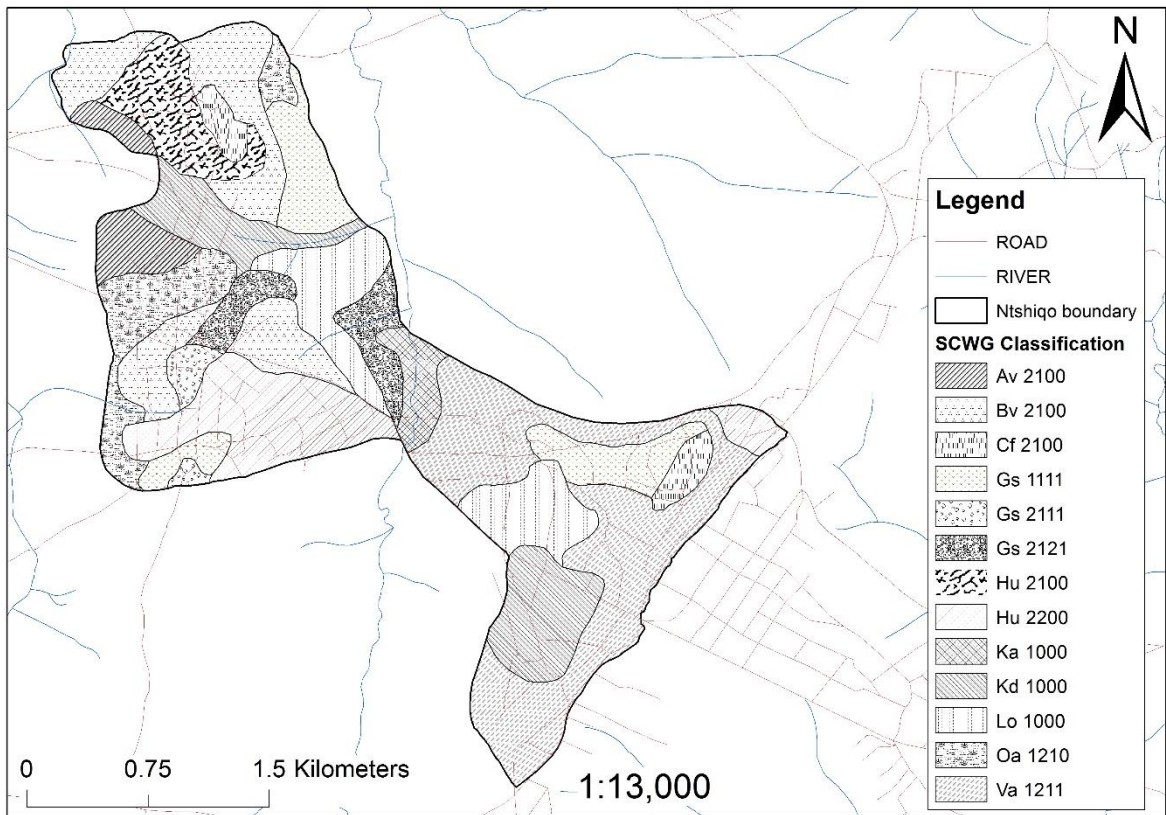 N
Legend
ROAD
RIVER
Ntshiqo boundary
SCWG Classification
Av 2100
Bv 2100
Cf 2100
Gs 1111
Gs 2111
Gs 2121
Hu 2100
Hu 2200
Ka 1000
Kd 1000
Lo 1000
Oa 1210
Va 1211
0 0.75 1.5 Kilometers
1:13,000